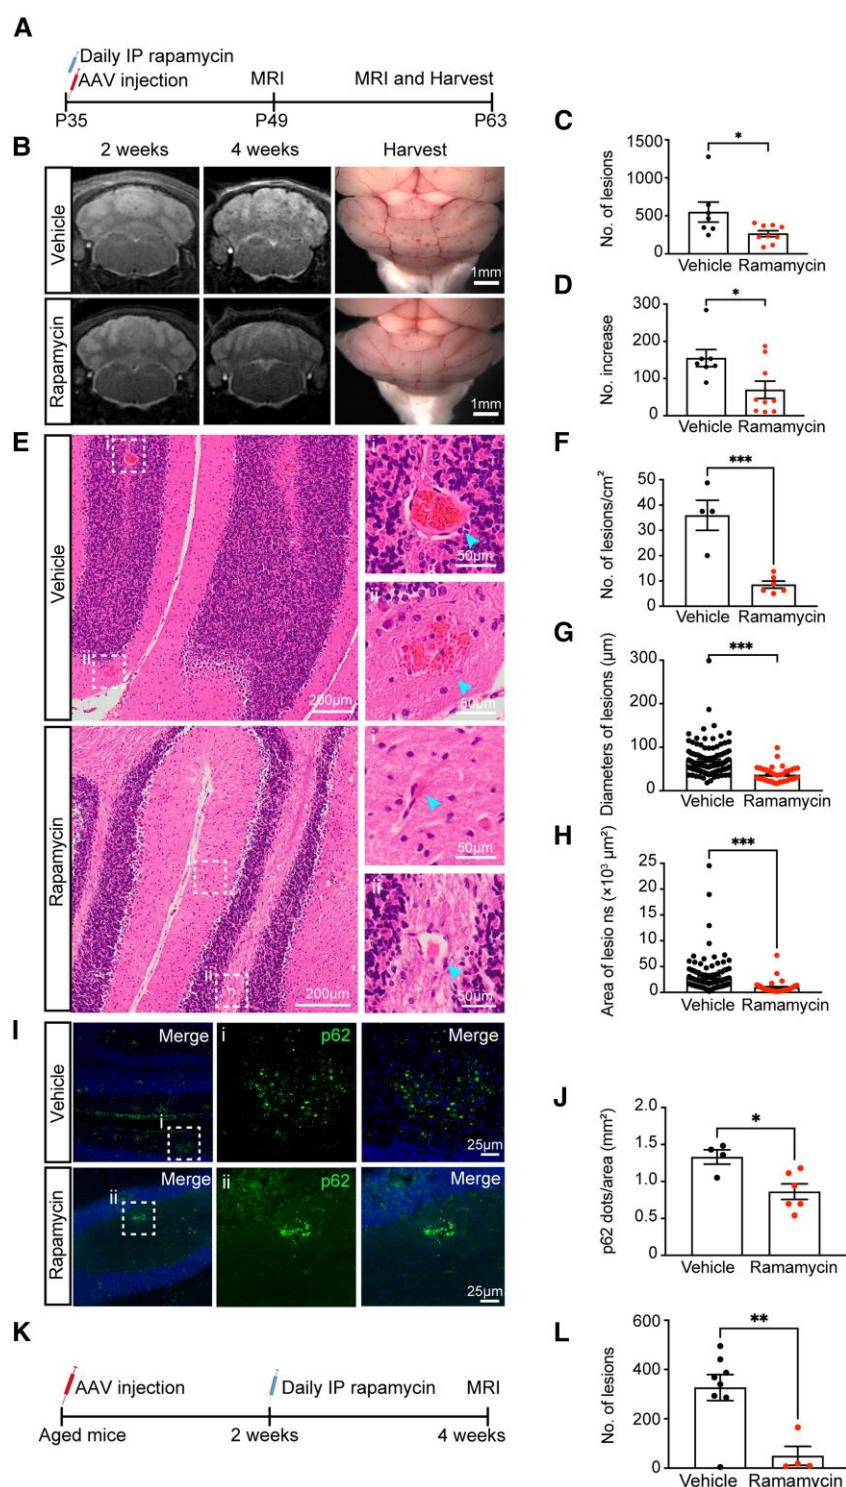 A
Daily IP rapamycin
AAV injection
MRI
MRI and Harvest
P35
P49
P63
B
2 weeks
4 weeks
Harvest
Vehicle
1mm
Rapamycin
1mm
C
No. of lesions
1500
1000
500
0
*
Vehicle
Ramamycin
D
No. increase
300
200
100
0
*
Vehicle
Ramamycin
E
Vehicle
i
ii
200µm
i
50µm
ii
50µm
Rapamycin
i
ii
200µm
i
50µm
ii
50µm
F
No. of lesions/cm²
50
40
30
20
10
0
***
Vehicle
Ramamycin
G
Diameters of lesions (µm)
300
200
100
0
***
Vehicle
Ramamycin
H
Area of lesio ns (×10³ µm²)
25
20
15
10
5
0
***
Vehicle
Ramamycin
I
Vehicle
Merge
i
i
p62
Merge
25µm
Rapamycin
Merge
ii
ii
p62
Merge
25µm
J
p62 dots/area (mm²)
2.0
1.5
1.0
0.5
0
*
Vehicle
Ramamycin
K
AAV injection
Daily IP rapamycin
MRI
Aged mice
2 weeks
4 weeks
L
No. of lesions
600
400
200
0
**
Vehicle
Ramamycin